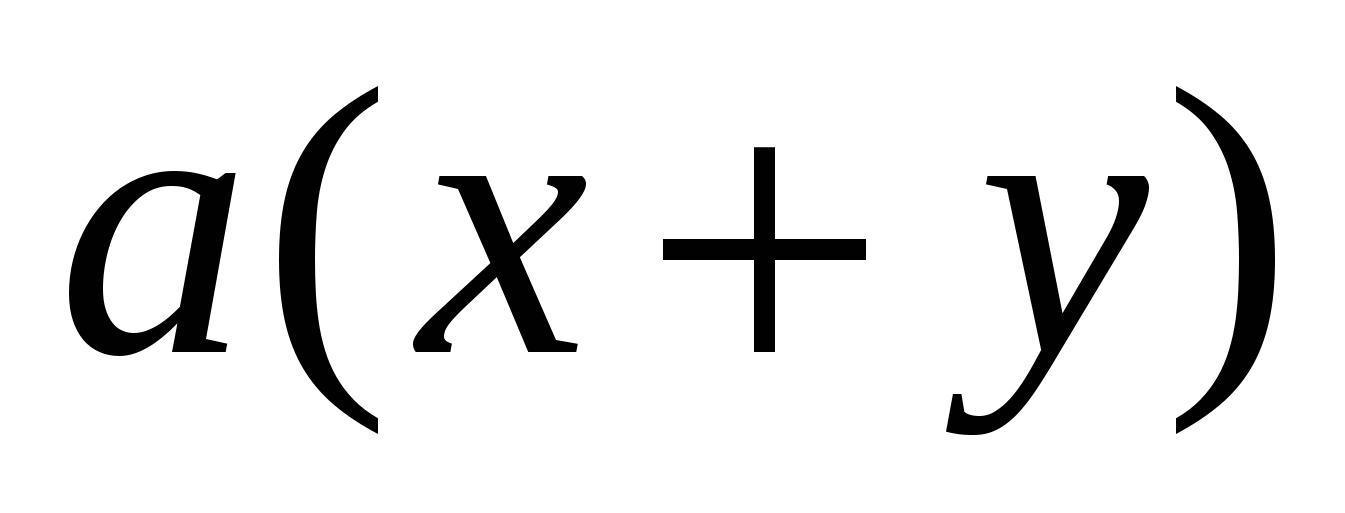 a(x + y)